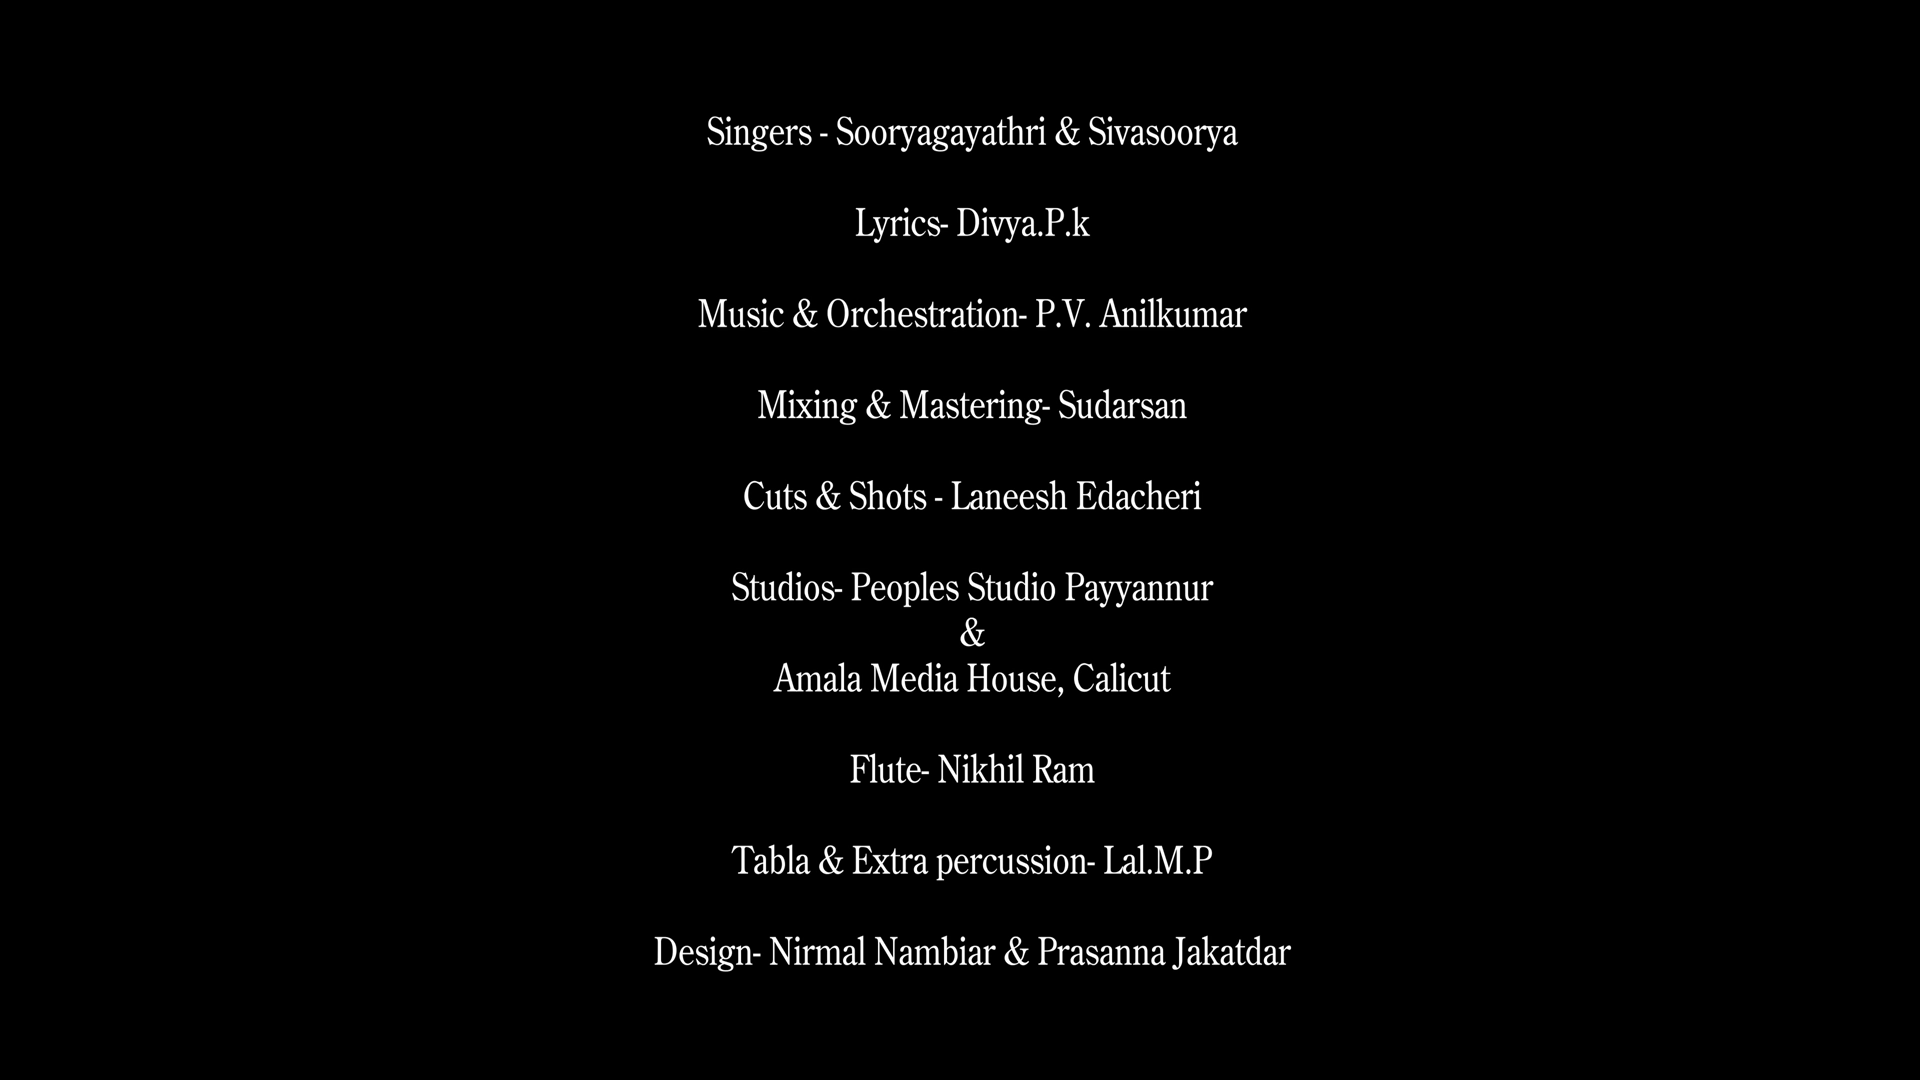 Singers - Sooryagayathri & Sivasoorya
Lyrics- Divya.P.k
Music & Orchestration- P.V. Anilkumar
Mixing & Mastering- Sudarsan
Cuts & Shots - Laneesh Edacheri
Studios- Peoples Studio Payyannur
&
Amala Media House, Calicut
Flute- Nikhil Ram
Tabla & Extra percussion- Lal.M.P
Design- Nirmal Nambiar & Prasanna Jakatdar